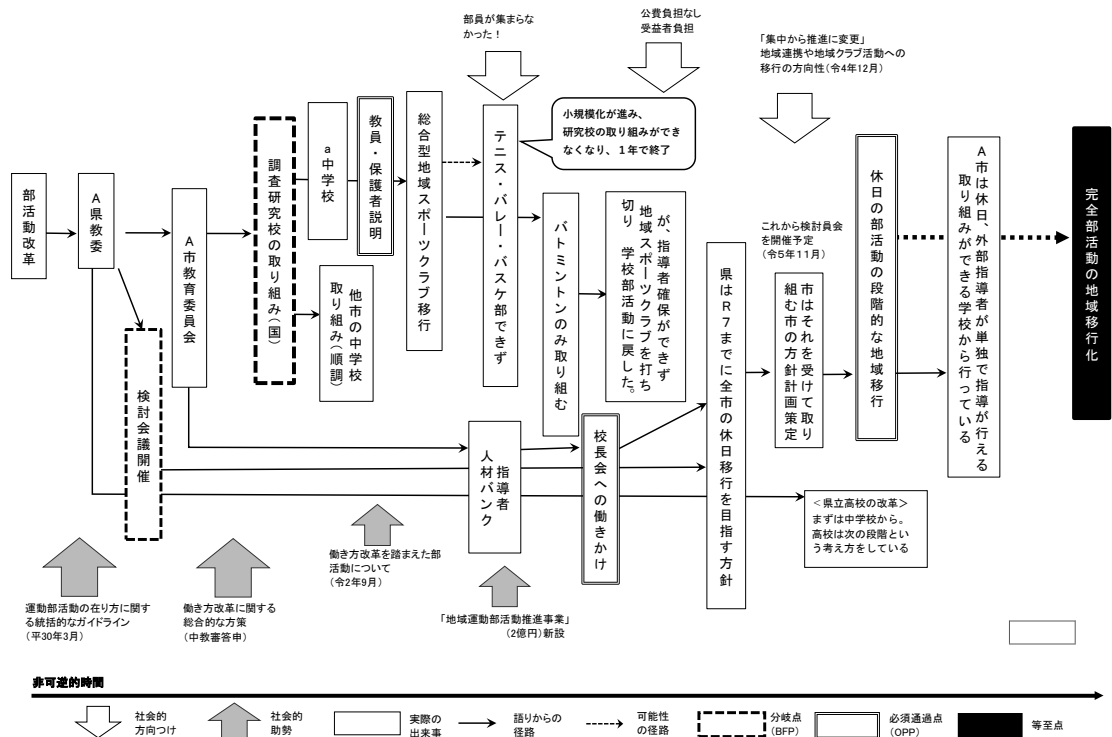 部員が集まらな
かった！
公費負担なし
受益者負担
「集中から推進に変更」
地域連携や地域クラブ活動への
移行の方向性（令4年12月）
部活動改革
A県教委
A市教育委員会
検討会議開催
調査研究校の取り組み（国）
a中学校
他市の中学校
取り組み（順調）
教員・保護者説明
総合型地域スポーツクラブ移行
テニス・バレー・バスケ部できず
小規模化が進み、
研究校の取り組みができ
なくなり、１年で終了
バトミントンのみ取り組む
が、指導者確保ができず
地域スポーツクラブを打ち
切り　学校部活動に戻した。
指導者
人材バンク
校長会への働きかけ
県はR７までに全市の休日移行を目指す方針
これから検討員会
を開催予定
（令5年11月）
市はそれを受けて取り
組む市の方針計画策定
休日の部活動の段階的な地域移行
A市は休日、外部指導者が単独で指導が行える
取り組みができる学校から行っている
完全部活動の地域移行化
＜県立高校の改革＞
まずは中学校から。
高校は次の段階とい
う考え方をしている
運動部活動の在り方に関す
る統括的なガイドライン
（平30年3月）
働き方改革に関する
総合的な方策
（中教審答申）
働き方改革を踏まえた部
活動について
（令2年9月）
「地域運動部活動推進事業」
（2億円）新設
非可逆的時間
社会的
方向つけ
社会的
助勢
実際の
出来事
語りからの
径路
可能性
の径路
分岐点
（BFP）
必須通過点
（OPP）
等至点